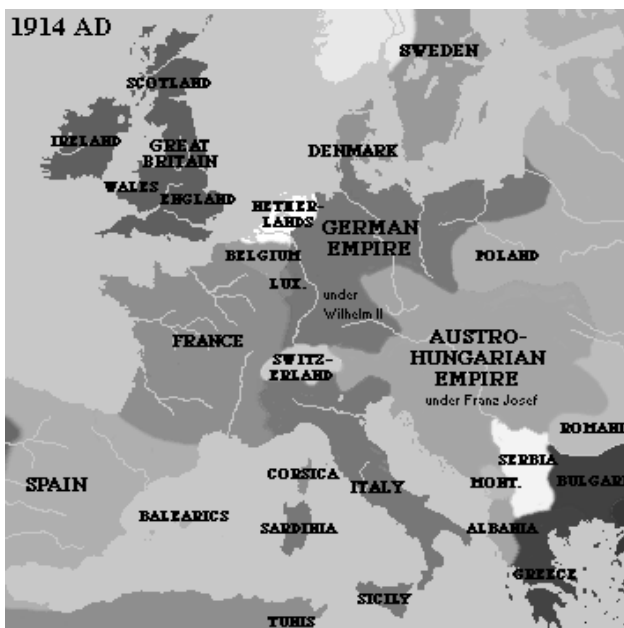 1914 AD
SWEDEN
SCOTLAND
IRELAND
GREAT
BRITAIN
DENMARK
WALES
ENGLAND
NETHER-
LANDS
GERMAN
EMPIRE
BELGIUM
POLAND
LUX.
under
Wilhelm II
FRANCE
AUSTRO-
HUNGARIAN
EMPIRE
under Franz Josef
SWITZ-
ERLAND
ROMANI
SERBIA
CORSICA
ITALY
MONT.
BULGAR
SPAIN
BALEARICS
SARDINIA
ALBANIA
GREECE
SICILY
TUNIS